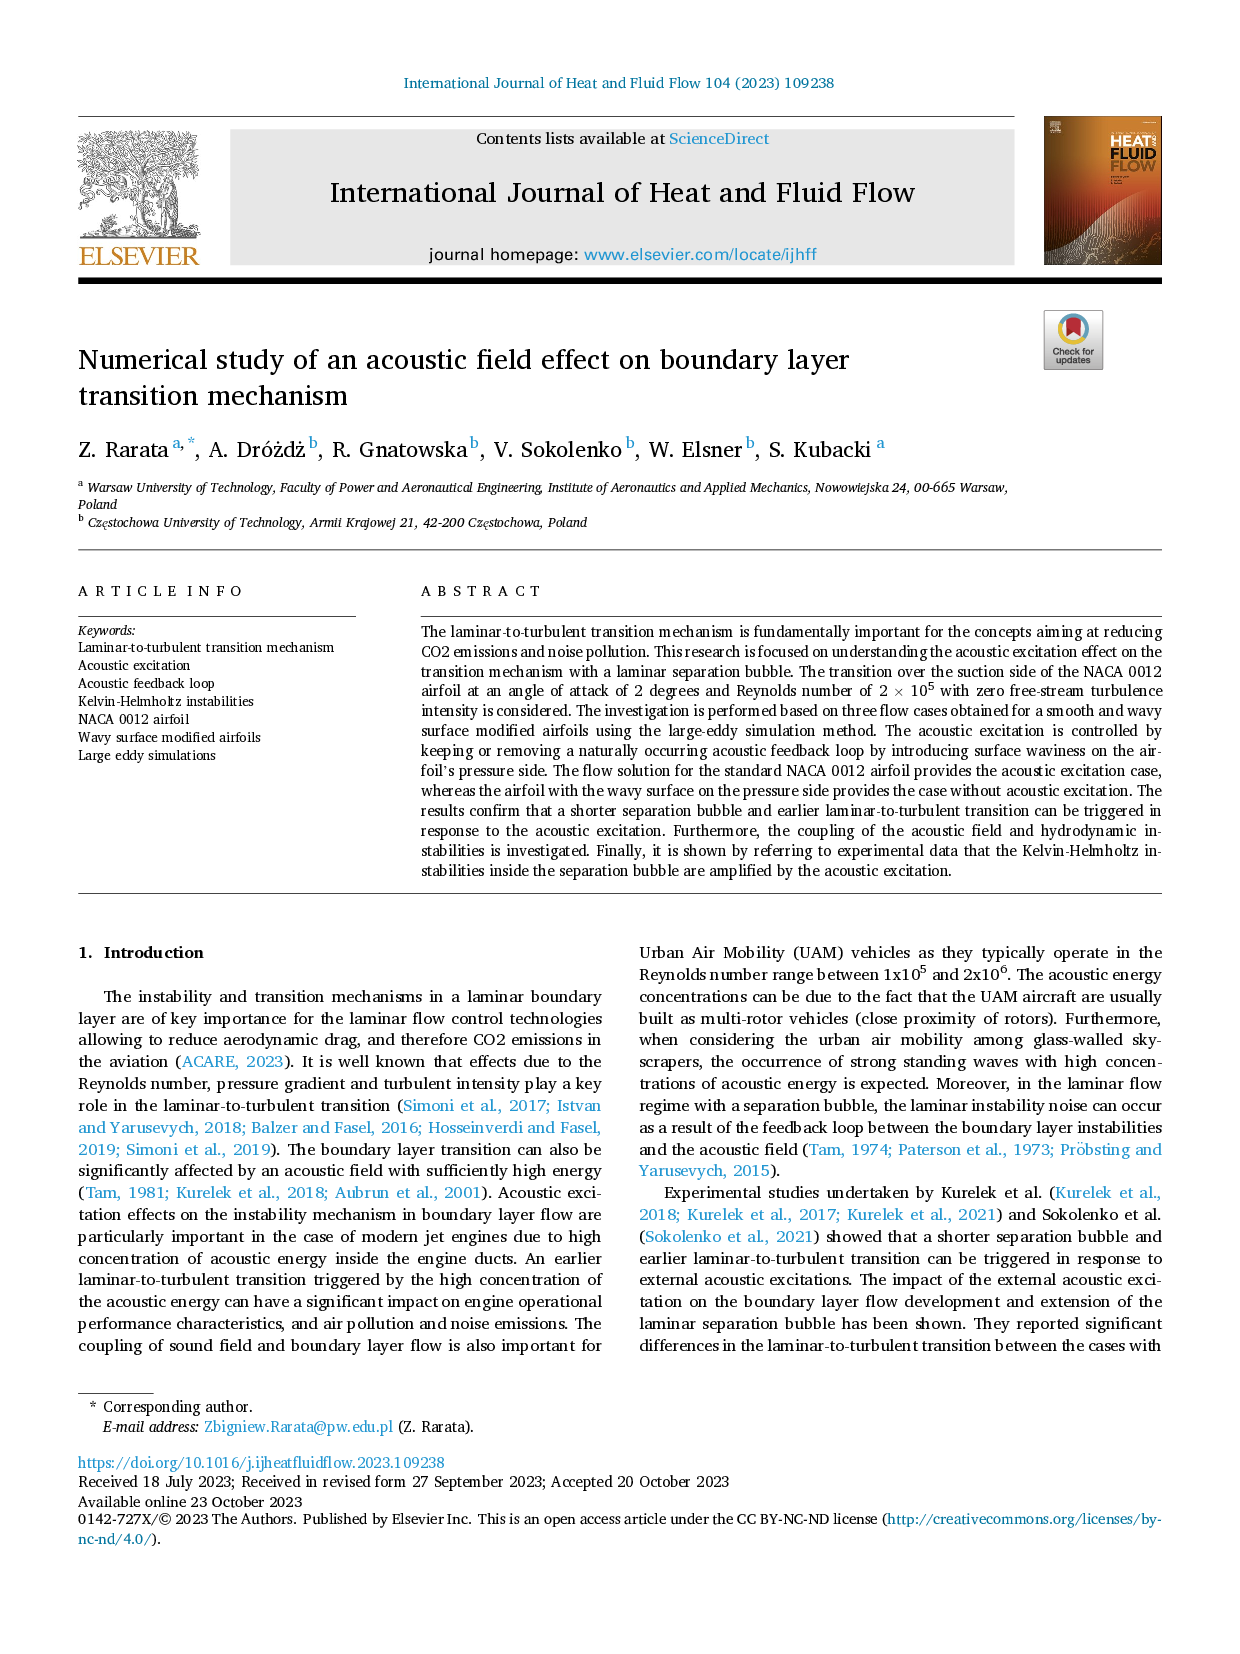 International Journal of Heat and Fluid Flow 104 (2023) 109238
Contents lists available at ScienceDirect
International Journal of Heat and Fluid Flow
journal homepage: www.elsevier.com/locate/ijhff
ELSEVIER
HEAT AND
FLUID
FLOW
Check for
updates
Numerical study of an acoustic field effect on boundary layer
transition mechanism
Z. Rarata a, *, A. Dróżdż b, R. Gnatowska b, V. Sokolenko b, W. Elsner b, S. Kubacki a
a Warsaw University of Technology, Faculty of Power and Aeronautical Engineering, Institute of Aeronautics and Applied Mechanics, Nowowiejska 24, 00-665 Warsaw,
Poland
b Częstochowa University of Technology, Armii Krajowej 21, 42-200 Częstochowa, Poland
ARTICLE INFO
Keywords:
Laminar-to-turbulent transition mechanism
Acoustic excitation
Acoustic feedback loop
Kelvin-Helmholtz instabilities
NACA 0012 airfoil
Wavy surface modified airfoils
Large eddy simulations
ABSTRACT
The laminar-to-turbulent transition mechanism is fundamentally important for the concepts aiming at reducing
CO2 emissions and noise pollution. This research is focused on understanding the acoustic excitation effect on the
transition mechanism with a laminar separation bubble. The transition over the suction side of the NACA 0012
airfoil at an angle of attack of 2 degrees and Reynolds number of 2 × 10⁵ with zero free-stream turbulence
intensity is considered. The investigation is performed based on three flow cases obtained for a smooth and wavy
surface modified airfoils using the large-eddy simulation method. The acoustic excitation is controlled by
keeping or removing a naturally occurring acoustic feedback loop by introducing surface waviness on the air-
foil's pressure side. The flow solution for the standard NACA 0012 airfoil provides the acoustic excitation case,
whereas the airfoil with the wavy surface on the pressure side provides the case without acoustic excitation. The
results confirm that a shorter separation bubble and earlier laminar-to-turbulent transition can be triggered in
response to the acoustic excitation. Furthermore, the coupling of the acoustic field and hydrodynamic in-
stabilities is investigated. Finally, it is shown by referring to experimental data that the Kelvin-Helmholtz in-
stabilities inside the separation bubble are amplified by the acoustic excitation.
1. Introduction
The instability and transition mechanisms in a laminar boundary
layer are of key importance for the laminar flow control technologies
allowing to reduce aerodynamic drag, and therefore CO2 emissions in
the aviation (ACARE, 2023). It is well known that effects due to the
Reynolds number, pressure gradient and turbulent intensity play a key
role in the laminar-to-turbulent transition (Simoni et al., 2017; Istvan
and Yarusevych, 2018; Balzer and Fasel, 2016; Hosseinverdi and Fasel,
2019; Simoni et al., 2019). The boundary layer transition can also be
significantly affected by an acoustic field with sufficiently high energy
(Tam, 1981; Kurelek et al., 2018; Aubrun et al., 2001). Acoustic exci-
tation effects on the instability mechanism in boundary layer flow are
particularly important in the case of modern jet engines due to high
concentration of acoustic energy inside the engine ducts. An earlier
laminar-to-turbulent transition triggered by the high concentration of
the acoustic energy can have a significant impact on engine operational
performance characteristics, and air pollution and noise emissions. The
coupling of sound field and boundary layer flow is also important for
Urban Air Mobility (UAM) vehicles as they typically operate in the
Reynolds number range between 1x10⁵ and 2x10⁶. The acoustic energy
concentrations can be due to the fact that the UAM aircraft are usually
built as multi-rotor vehicles (close proximity of rotors). Furthermore,
when considering the urban air mobility among glass-walled sky-
scrapers, the occurrence of strong standing waves with high concen-
trations of acoustic energy is expected. Moreover, in the laminar flow
regime with a separation bubble, the laminar instability noise can occur
as a result of the feedback loop between the boundary layer instabilities
and the acoustic field (Tam, 1974; Paterson et al., 1973; Pröbsting and
Yarusevych, 2015).
Experimental studies undertaken by Kurelek et al. (Kurelek et al.,
2018; Kurelek et al., 2017; Kurelek et al., 2021) and Sokolenko et al.
(Sokolenko et al., 2021) showed that a shorter separation bubble and
earlier laminar-to-turbulent transition can be triggered in response to
external acoustic excitations. The impact of the external acoustic exci-
tation on the boundary layer flow development and extension of the
laminar separation bubble has been shown. They reported significant
differences in the laminar-to-turbulent transition between the cases with
* Corresponding author.
E-mail address: Zbigniew.Rarata@pw.edu.pl (Z. Rarata).
https://doi.org/10.1016/j.ijheatfluidflow.2023.109238
Received 18 July 2023; Received in revised form 27 September 2023; Accepted 20 October 2023
Available online 23 October 2023
0142-727X/© 2023 The Authors. Published by Elsevier Inc. This is an open access article under the CC BY-NC-ND license (http://creativecommons.org/licenses/by-
nc-nd/4.0/).